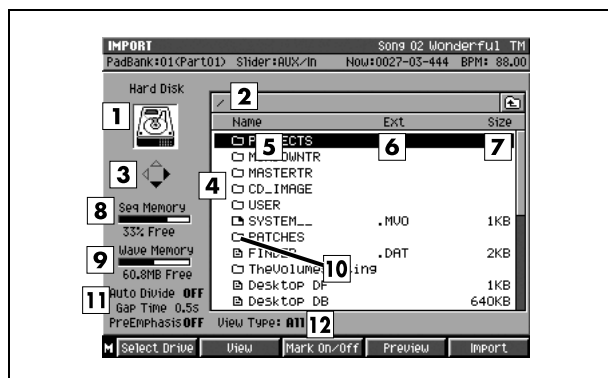 IMPORT Song 02 Wonderful TM
PadBank:01(Part01) Slider:AUX/In Now:0027-03-444 BPM: 88.00
Hard Disk
/ 2
1
Name Ext Size
5 6 7
3
MASTERTR
4 CD_IMAGE
8 USER
Seq Memory
SYSTEM__ .MVO 1KB
33% Free
PATCHES
9 Wave Memory
.DAT 2KB
10
60.8MB Free
11 Auto Divide OFF
Desktop DF 1KB
Gap Time 0.5s
Desktop DB 640KB
PreEmphasis OFF View Type: All
12
M Select Drive View Mark On/Off Preview Import